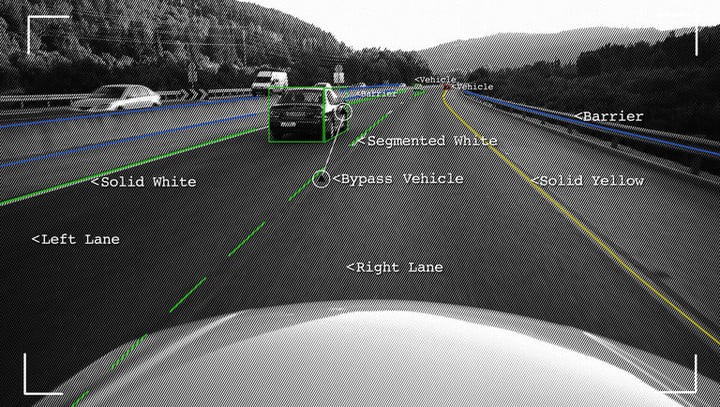 <Vehicle
<Vehicle
<Barrier
<Barrier
<Segmented White
<Bypass Vehicle
<Solid White
<Solid Yellow
<Left Lane
<Right Lane